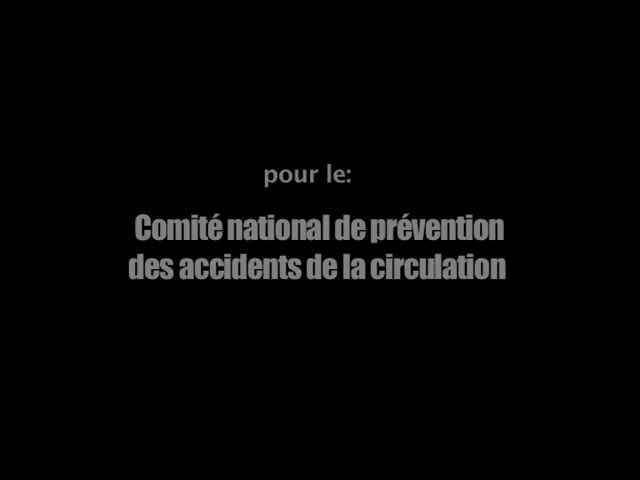 pour le:
Comité national de prévention
des accidents de la circulation